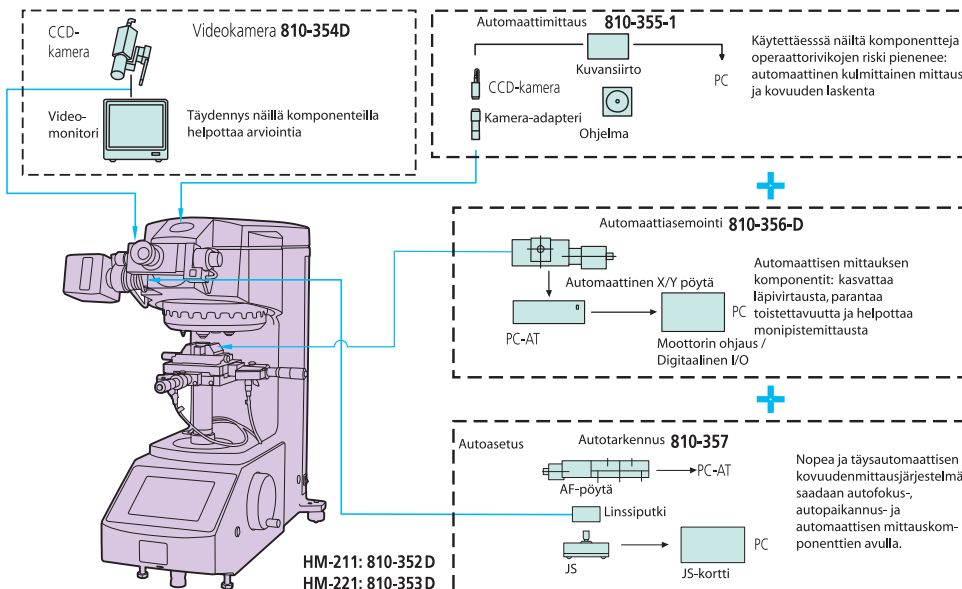 Videokamera 810-354D
CCD-
kamera
Video-
monitori
Täydennys näillä komponenteilla
helpottaa arviointia
Automaattimittaus 810-355-1
Kuvansiirto
PC
CCD-kamera
Kamera-adapteri
Ohjelma
Käytettäesssä näiltä komponentteja
operaattorivikojen riski pienenee:
automaattinen kulmittainen mittaus
ja kovuuden laskenta
Automaattiasemointi 810-356-D
Automaattinen X/Y pöytä
PC-AT
PC
Moottorin ohjaus /
Digitaalinen I/O
Automaattisen mittauksen
komponentit: kasvattaa
läpivirtausta, parantaa
toistettavuutta ja helpottaa
monipistemittausta
Autoasetus
Autotarkennus 810-357
PC-AT
AF-pöytä
Linssiputki
JS
PC
JS-kortti
Nopea ja täysautomaattisen
kovuudenmittausjärjestelmä
saadaan autofokus-,
autopaikannus- ja
automaattisen mittauskom-
ponenttien avulla.
HM-211: 810-352 D
HM-221: 810-353 D